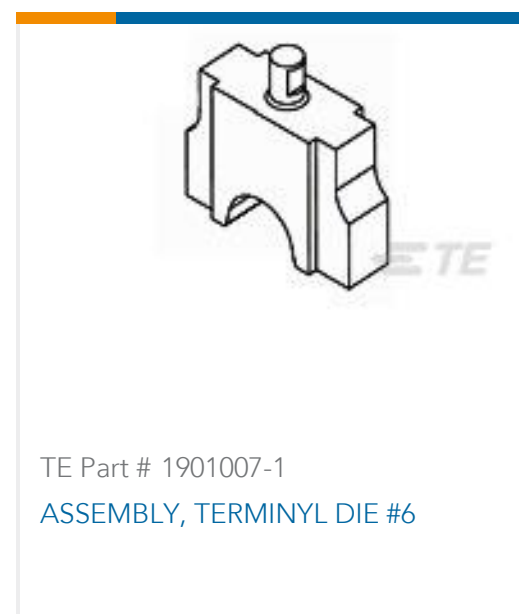 TE
TE Part # 1901007-1
ASSEMBLY, TERMINYL DIE #6